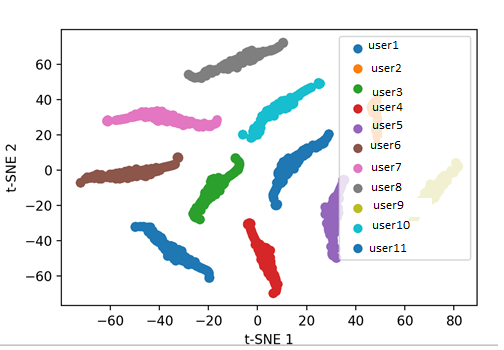 user1
user2
user3
user4
user5
user6
user7
user8
user9
user10
user11
60
40
20
0
−20
−40
−60
t-SNE 2
−60 −40 −20 0 20 40 60 80
t-SNE 1